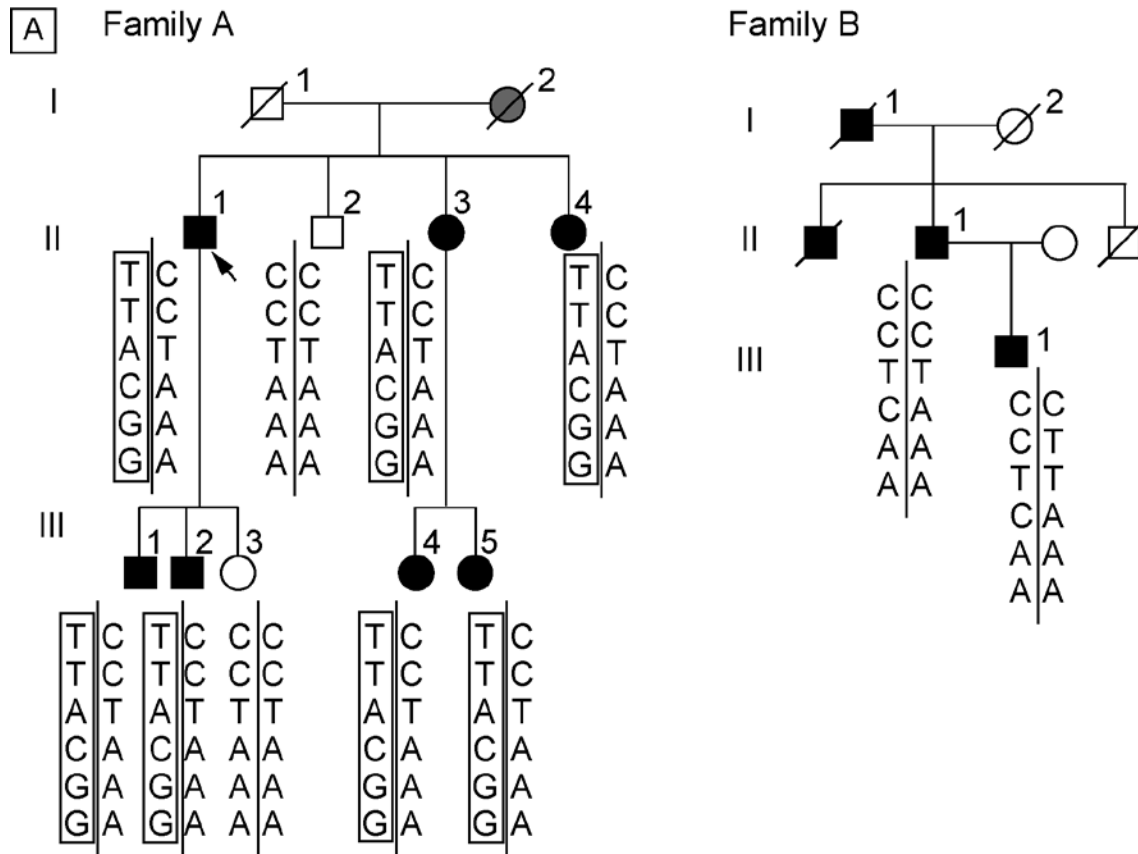 A Family A
I
1 2
II
1 2 3 4
T C C C T C T C
T C C C T C T C
A T T T A T A T
C A A A C A C A
G A A A G A G A
G A A A G A G A
III
1 2 3 4 5
T C T C C C T C T C
T C T C C C T C T C
A T A T T T A T A T
C A C A A A C A C A
G A G A A A G A G A
G A G A A A G A G A
Family B
I
1 2
II
1
C C
C C
T T
C A
A A
A A
III
1
C C
C T
T T
C A
A A
A A